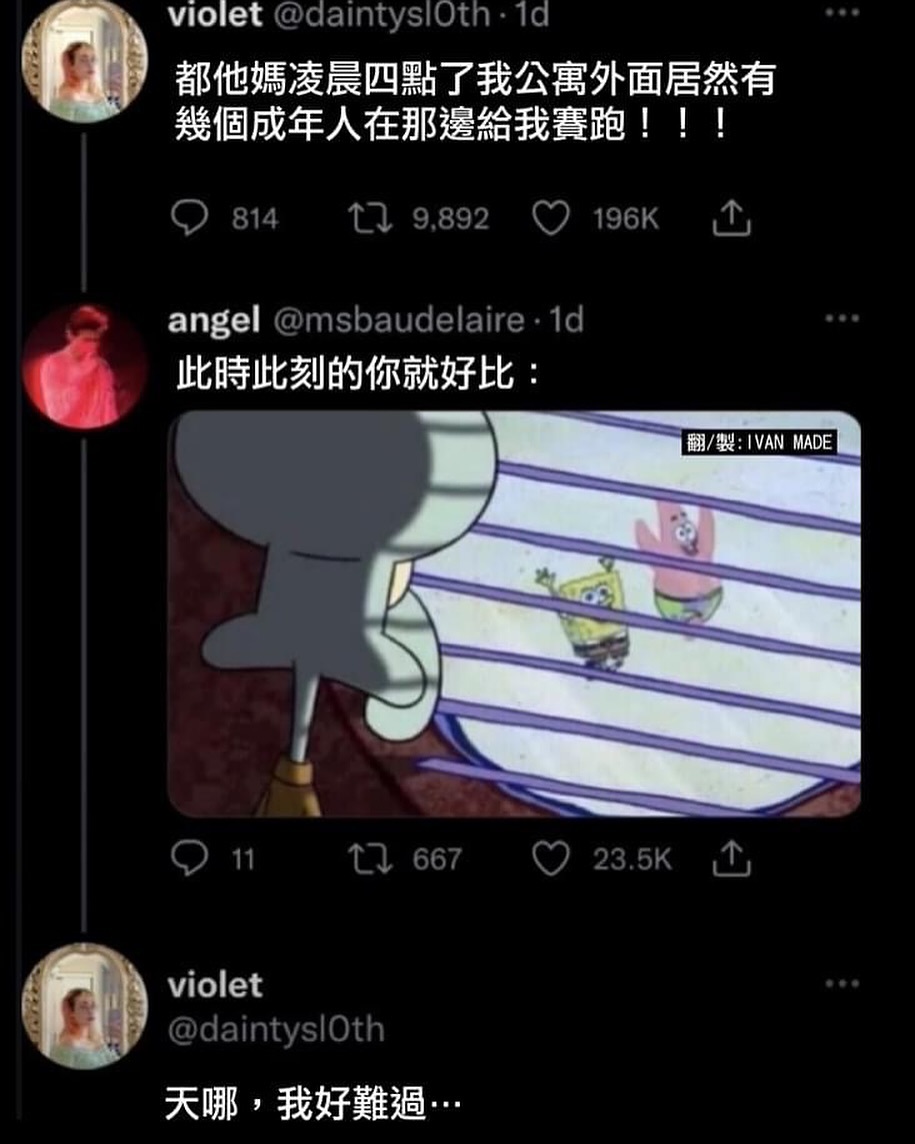 violet @daintysl0th · 1d
都他媽凌晨四點了我公寓外面居然有
幾個成年人在那邊給我賽跑！！！
814 9,892 196K
angel @msbaudelaire · 1d
此時此刻的你就好比：
翻/製:IVAN MADE
11 667 23.5K
violet
@daintysl0th
天哪，我好難過…